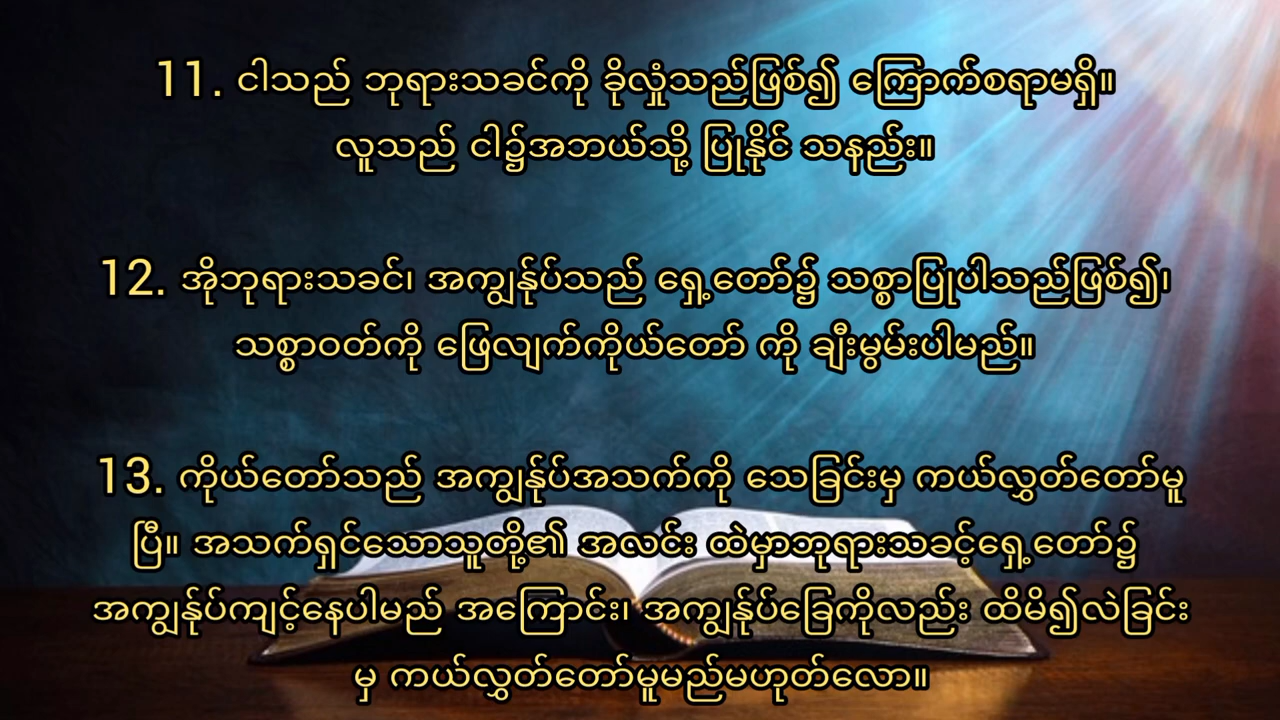 11. ငါသည် ဘုရားသခင်ကို ခိုလှုံသည်ဖြစ်၍ ကြောက်စရာမရှိ။
လူသည် ငါ၌အဘယ်သို့ ပြုနိုင် သနည်း။
12. အိုဘုရားသခင်၊ အကျွန်ုပ်သည် ရှေ့တော်၌ သစ္စာပြုပါသည်ဖြစ်၍၊
သစ္စာဝတ်ကို ဖြေလျက်ကိုယ်တော် ကို ချီးမွမ်းပါမည်။
13. ကိုယ်တော်သည် အကျွန်ုပ်အသက်ကို သေခြင်းမှ ကယ်လွှတ်တော်မူ
ပြီ။ အသက်ရှင်သောသူတို့၏ အလင်း ထဲမှာဘုရားသခင့်ရှေ့တော်၌
အကျွန်ုပ်ကျင့်နေပါမည် အကြောင်း၊ အကျွန်ုပ်ခြေကိုလည်း ထိမိ၍လဲခြင်း
မှ ကယ်လွှတ်တော်မူမည်မဟုတ်လော။